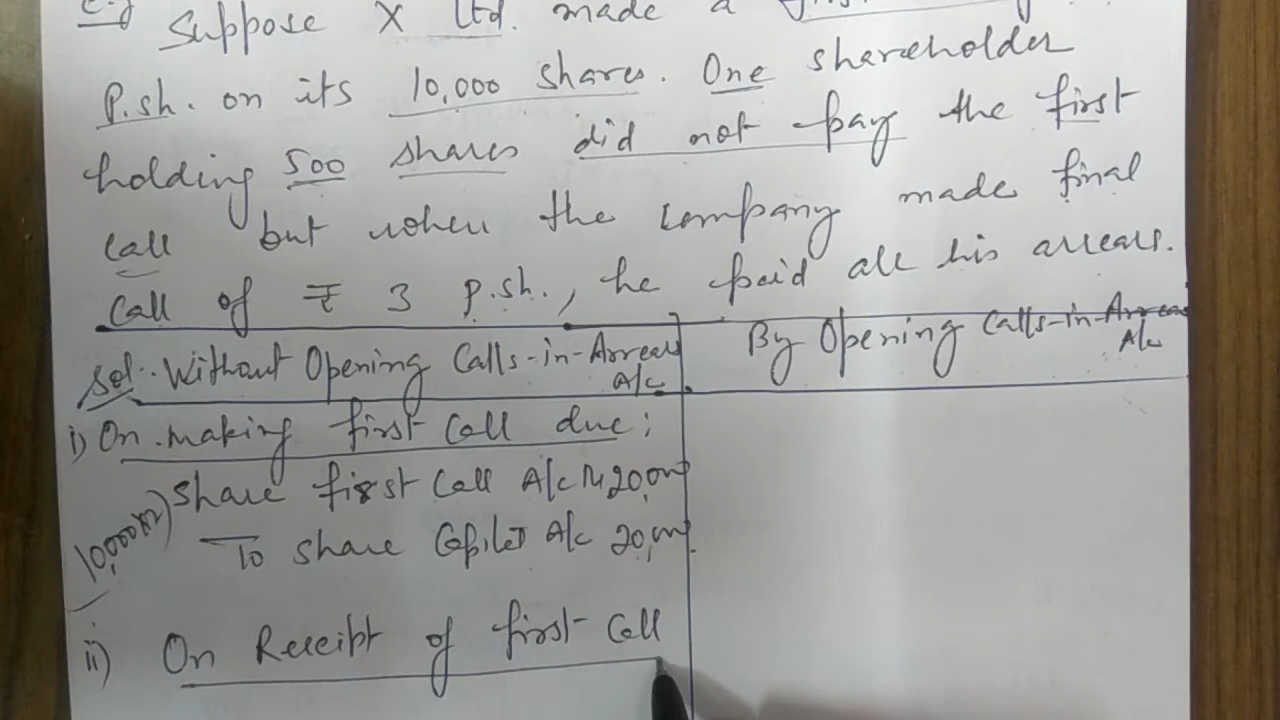 e.g Suppose X Ltd. made a
P.sh. on its 10,000 shares. One shareholder
holding 500 shares did not pay the first
call but when the company made final
call of ₹ 3 P.sh., he paid all his arrears.
Sol:. Without Opening Calls-in-Arrears A/c
By Opening Calls-in-Arrears A/c
i) On making first call due:
Share first call A/c Dr 20,000
10,000x2)
To share Capital A/c 20,000
ii) On Receipt of first call